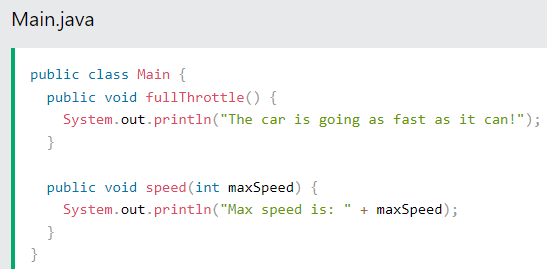 Main.java
public class Main {
  public void fullThrottle() {
    System.out.println("The car is going as fast as it can!");
  }

  public void speed(int maxSpeed) {
    System.out.println("Max speed is: " + maxSpeed);
  }
}